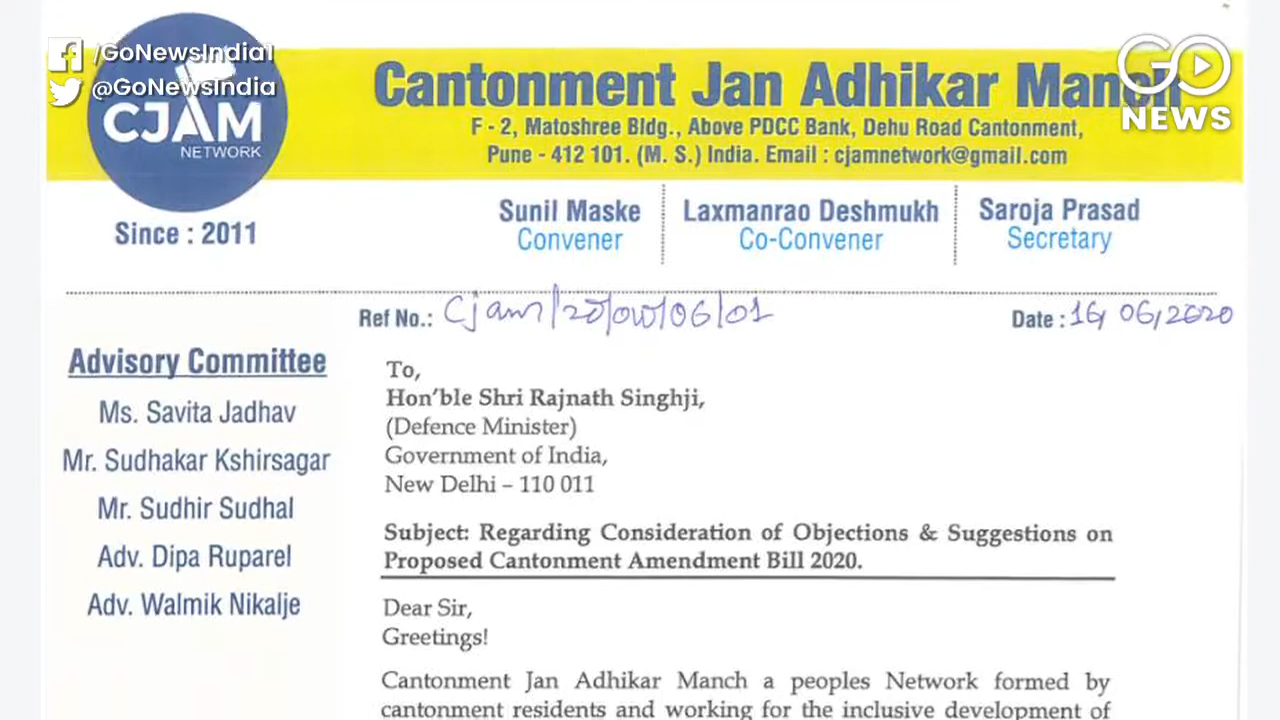 /GoNewsIndia1
@GoNewsIndia
GO
NEWS
CJAM
NETWORK
Since : 2011
Cantonment Jan Adhikar Manch
F - 2, Matoshree Bldg., Above PDCC Bank, Dehu Road Cantonment,
Pune - 412 101. (M. S.) India. Email : cjamnetwork@gmail.com
Sunil Maske
Convener
Laxmanrao Deshmukh
Co-Convener
Saroja Prasad
Secretary
Ref No.: Cjam/20/
Date : 16/06/2020
Advisory Committee
Ms. Savita Jadhav
Mr. Sudhakar Kshirsagar
Mr. Sudhir Sudhal
Adv. Dipa Ruparel
Adv. Walmik Nikalje
To,
Hon'ble Shri Rajnath Singhji,
(Defence Minister)
Government of India,
New Delhi – 110 011
Subject: Regarding Consideration of Objections & Suggestions on
Proposed Cantonment Amendment Bill 2020.
Dear Sir,
Greetings!
Cantonment Jan Adhikar Manch a peoples Network formed by
cantonment residents and working for the inclusive development of